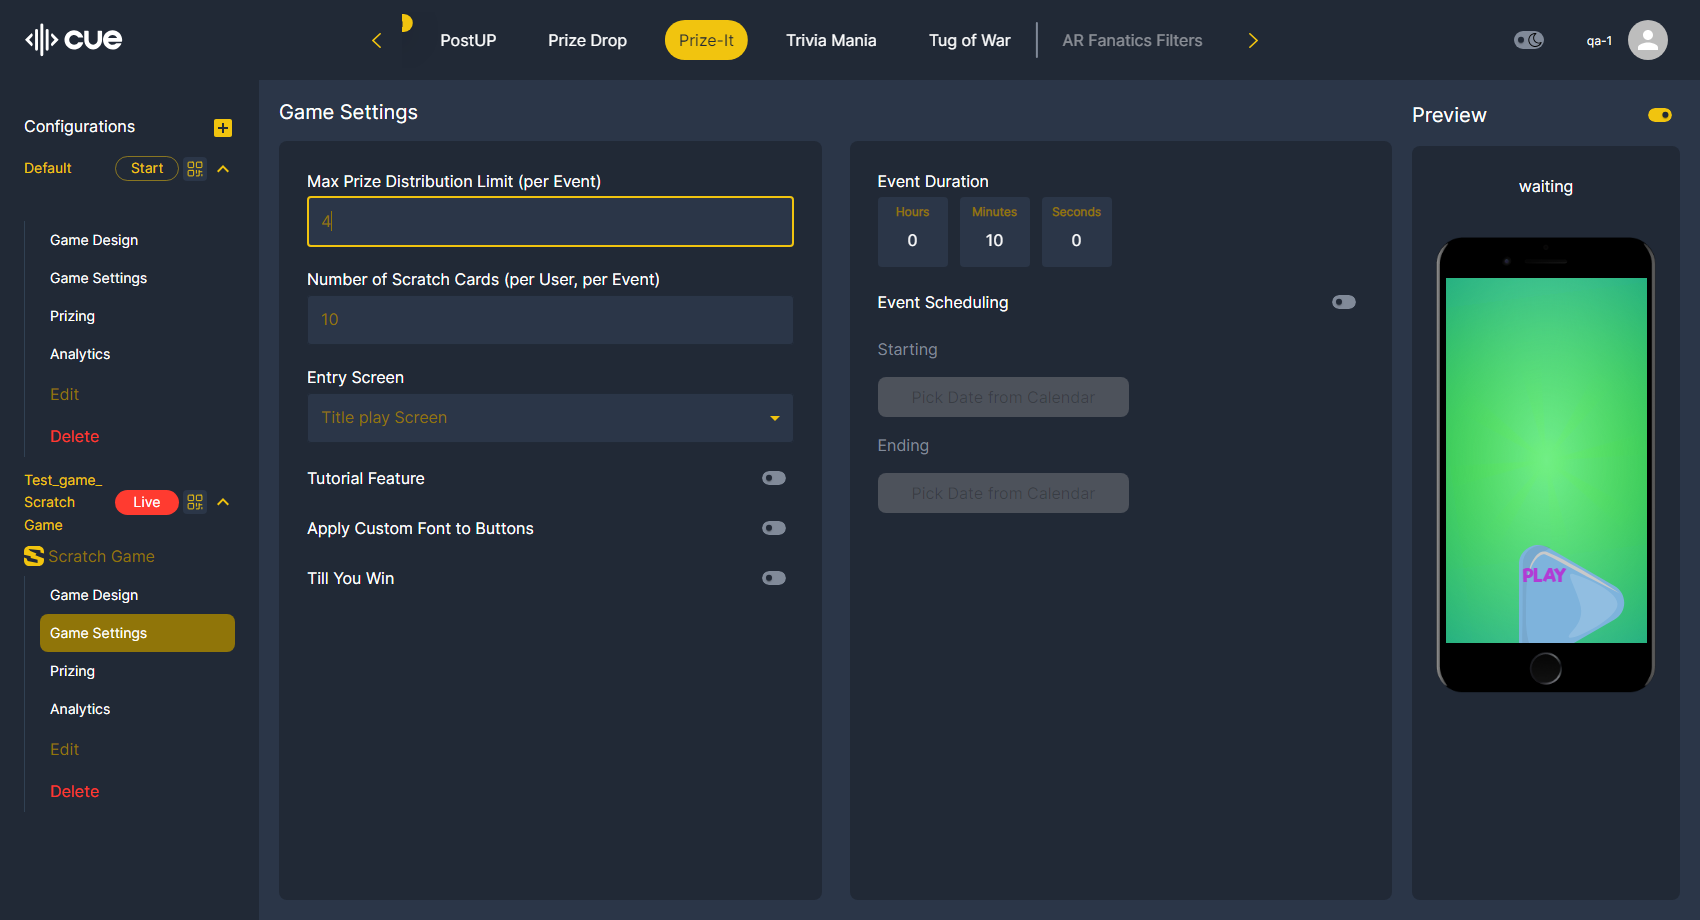 cue
PostUP
Prize Drop
Prize-It
Trivia Mania
Tug of War
AR Fanatics Filters
qa-1
Configurations
Default
Start
Game Design
Game Settings
Prizing
Analytics
Edit
Delete
Test_game_
Scratch
Game
Live
Scratch Game
Game Design
Game Settings
Prizing
Analytics
Edit
Delete
Game Settings
Max Prize Distribution Limit (per Event)
4
Number of Scratch Cards (per User, per Event)
10
Entry Screen
Title play Screen
Tutorial Feature
Apply Custom Font to Buttons
Till You Win
Event Duration
Hours Minutes Seconds
0 10 0
Event Scheduling
Starting
Pick Date from Calendar
Ending
Pick Date from Calendar
Preview
waiting
PLAY